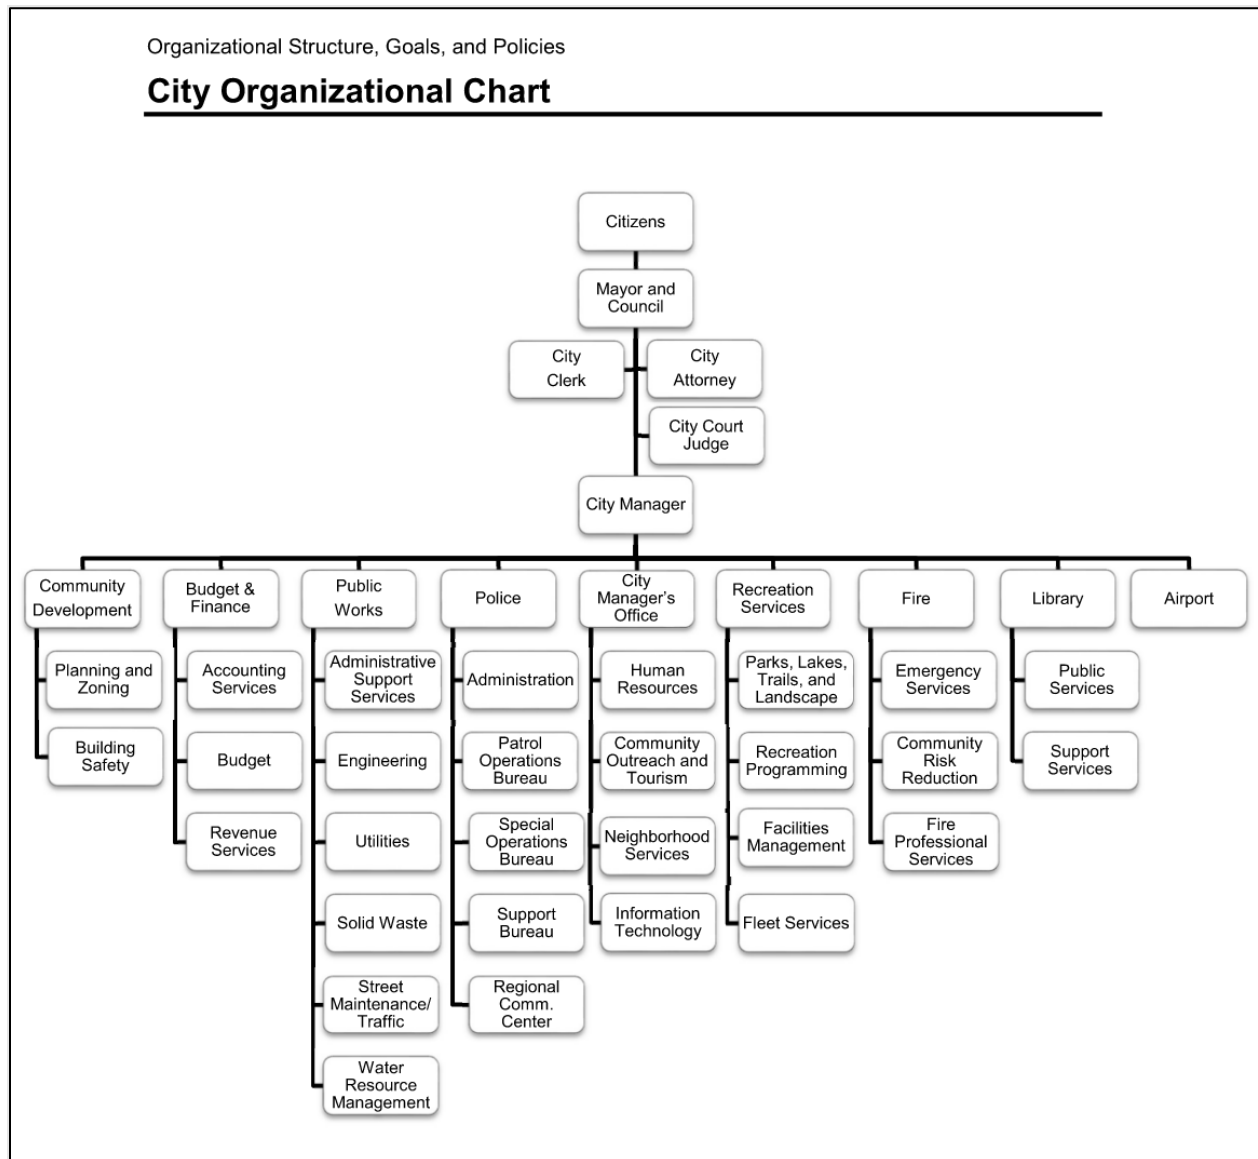 Organizational Structure, Goals, and Policies
City Organizational Chart
Citizens
Mayor and
Council
City
Clerk
City
Attorney
City Court
Judge
City Manager
Community
Development
Planning and
Zoning
Building
Safety
Budget &
Finance
Accounting
Services
Budget
Revenue
Services
Public
Works
Administrative
Support
Services
Engineering
Utilities
Solid Waste
Street
Maintenance/
Traffic
Water
Resource
Management
Police
Administration
Patrol
Operations
Bureau
Special
Operations
Bureau
Support
Bureau
Regional
Comm.
Center
City
Manager's
Office
Human
Resources
Community
Outreach and
Tourism
Neighborhood
Services
Information
Technology
Recreation
Services
Parks, Lakes,
Trails, and
Landscape
Recreation
Programming
Facilities
Management
Fleet Services
Fire
Emergency
Services
Community
Risk
Reduction
Fire
Professional
Services
Library
Public
Services
Support
Services
Airport